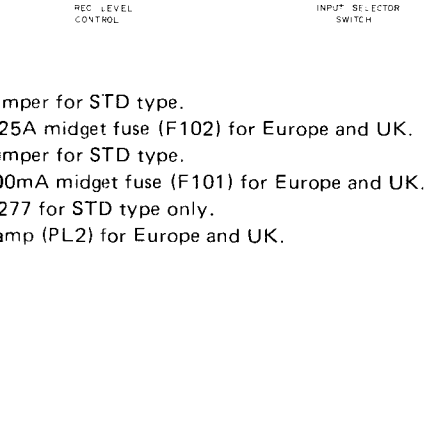 REC LEVEL
CONTROL
INPUT SELECTOR
SWITCH
mper for STD type.
25A midget fuse (F102) for Europe and UK.
mper for STD type.
00mA midget fuse (F101) for Europe and UK.
277 for STD type only.
amp (PL2) for Europe and UK.